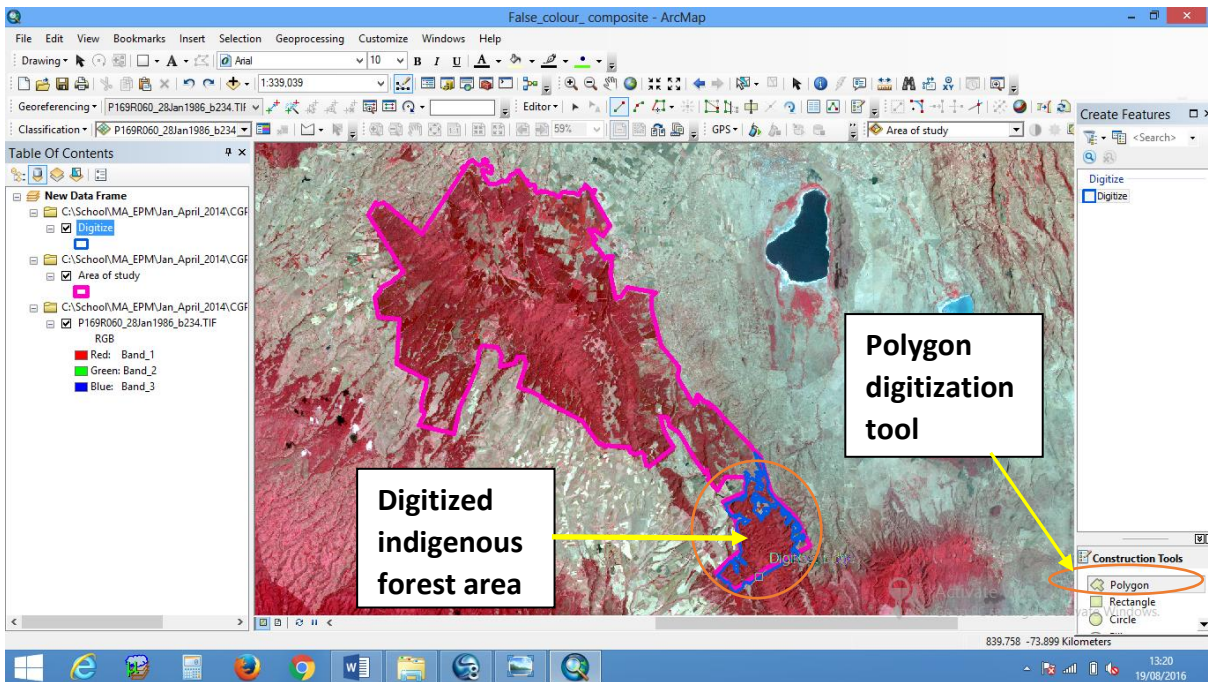 False_colour_ composite - ArcMap
File Edit View Bookmarks Insert Selection Geoprocessing Customize Windows Help
Drawing A Arial 10 B I U A
1:339,039
Georeferencing P169R060_28Jan1986_b234.TIF Editor
Classification P169R060_28Jan1986_b234 59% GPS Area of study
Table Of Contents
New Data Frame
C:\School\MA_EPM\Jan_April_2014\CGP
Digitize
C:\School\MA_EPM\Jan_April_2014\CGP
Area of study
C:\School\MA_EPM\Jan_April_2014\CGP
P169R060_28Jan1986_b234.TIF
RGB
Red: Band_1
Green: Band_2
Blue: Band_3
Polygon
digitization
tool
Digitized
indigenous
forest area
Create Features
<Search>
Digitize
Digitize
Construction Tools
Polygon
Rectangle
Circle
839.758 -73.899 Kilometers
13:20
19/08/2016